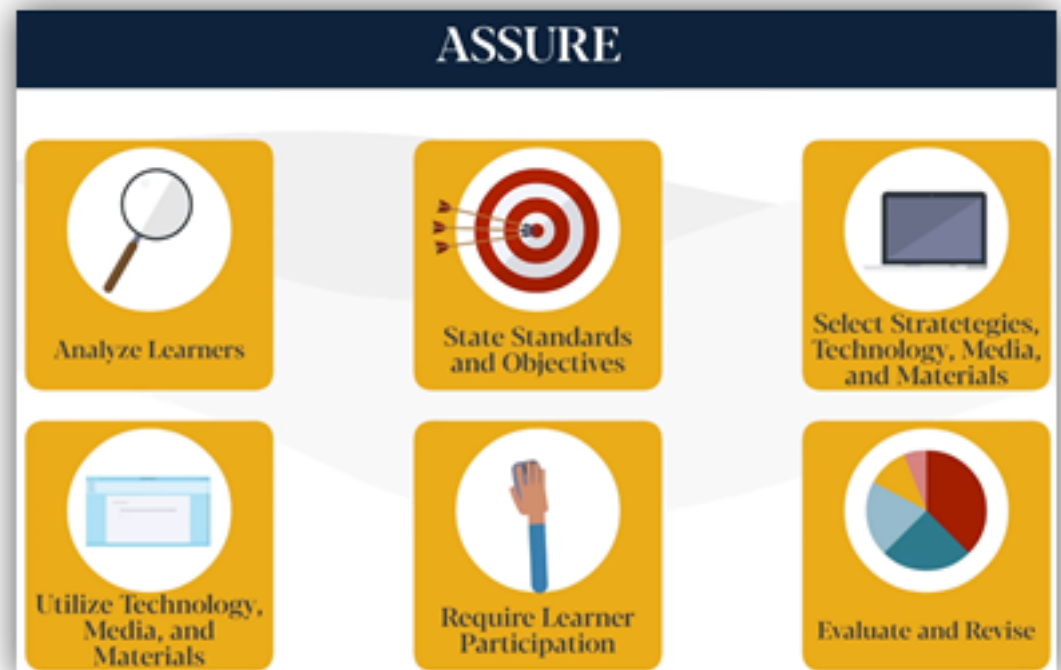 ASSURE
Analyze Learners
State Standards
and Objectives
Select Stratetegies,
Technology, Media,
and Materials
Utilize Technology,
Media, and
Materials
Require Learner
Participation
Evaluate and Revise